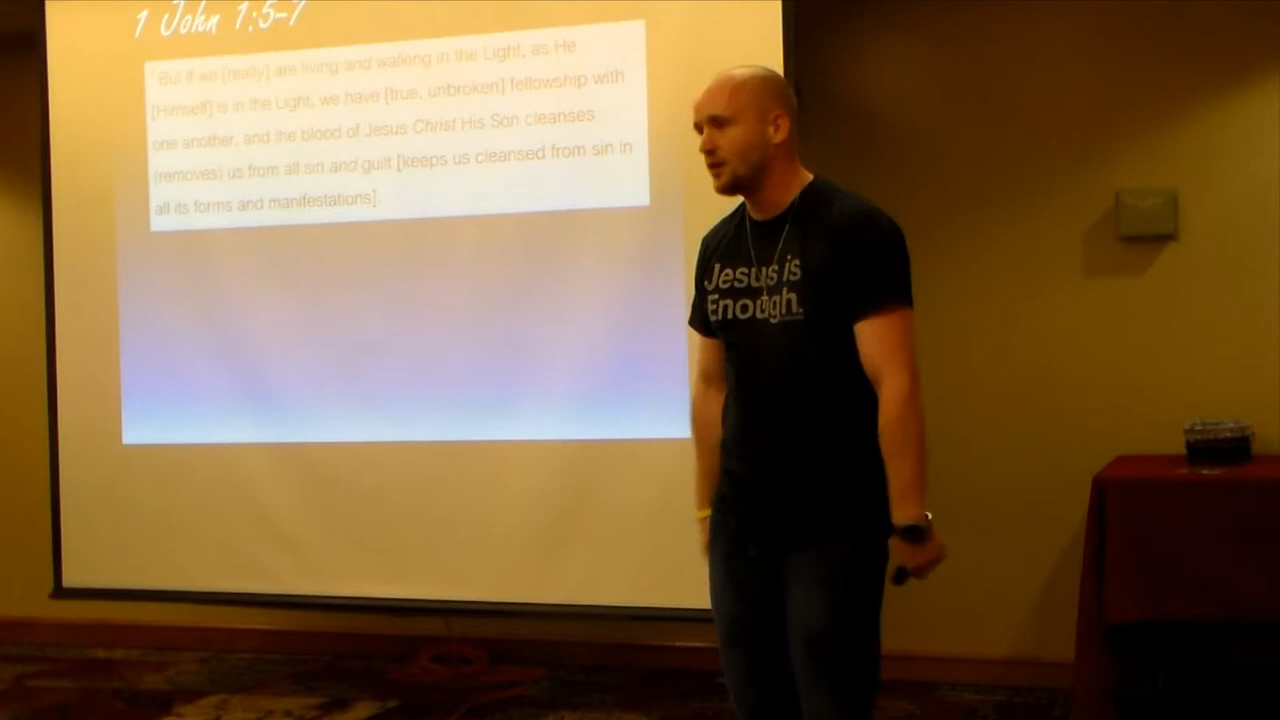 1 John 1:5-7
7 But if we [really] are living and walking in the Light, as He
[Himself] is in the Light, we have [true, unbroken] fellowship with
one another, and the blood of Jesus Christ His Son cleanses
(removes) us from all sin and guilt [keeps us cleansed from sin in
all its forms and manifestations].
Jesus is
Enough.